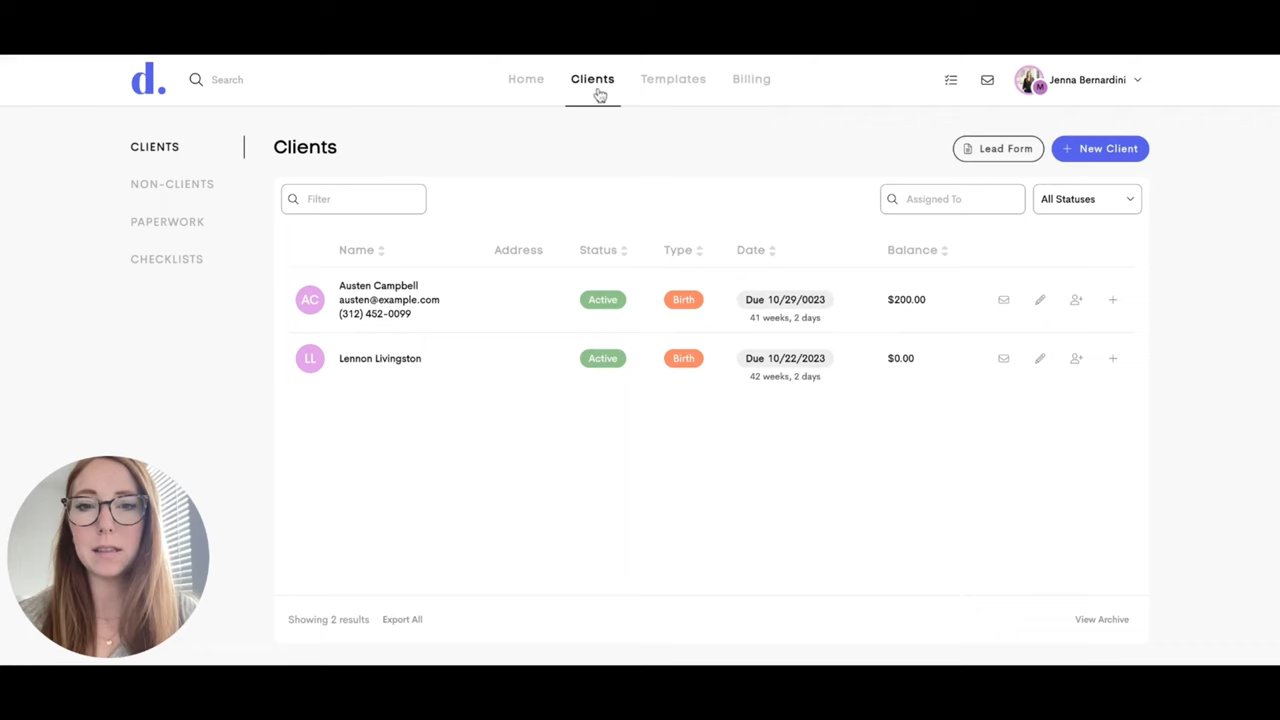 d.
Search
Home
Clients
Templates
Billing
Jenna Bernardini
M
CLIENTS
NON-CLIENTS
PAPERWORK
CHECKLISTS
Clients
Lead Form
+ New Client
Filter
Assigned To
All Statuses
Name
Address
Status
Type
Date
Balance
AC
Austen Campbell
austen@example.com
(312) 452-0099
Active
Birth
Due 10/29/0023
41 weeks, 2 days
$200.00
LL
Lennon Livingston
Active
Birth
Due 10/22/2023
42 weeks, 2 days
$0.00
Showing 2 results
Export All
View Archive